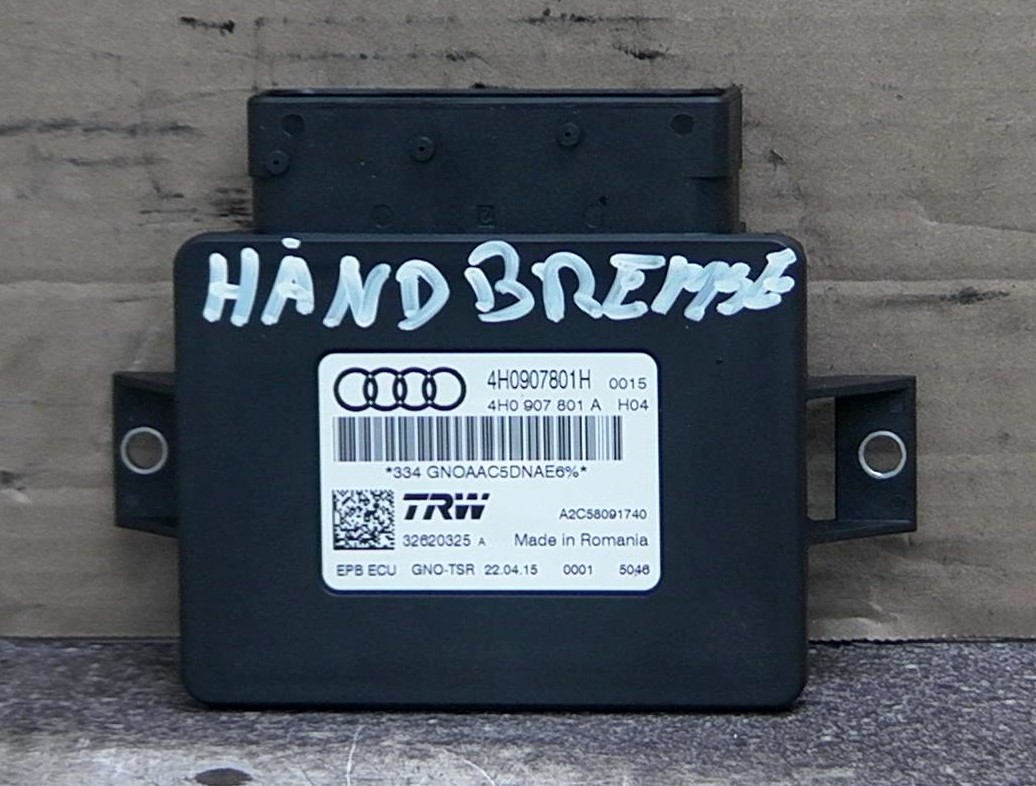 HÅNDBREMSE
4H0907801H 0015
4H0 907 801 A H04
*334 GNOAAC5DNAE6%*
TRW
A2C58091740
32620325 A Made in Romania
EPB ECU GNO-TSR 22.04.15 0001 5046